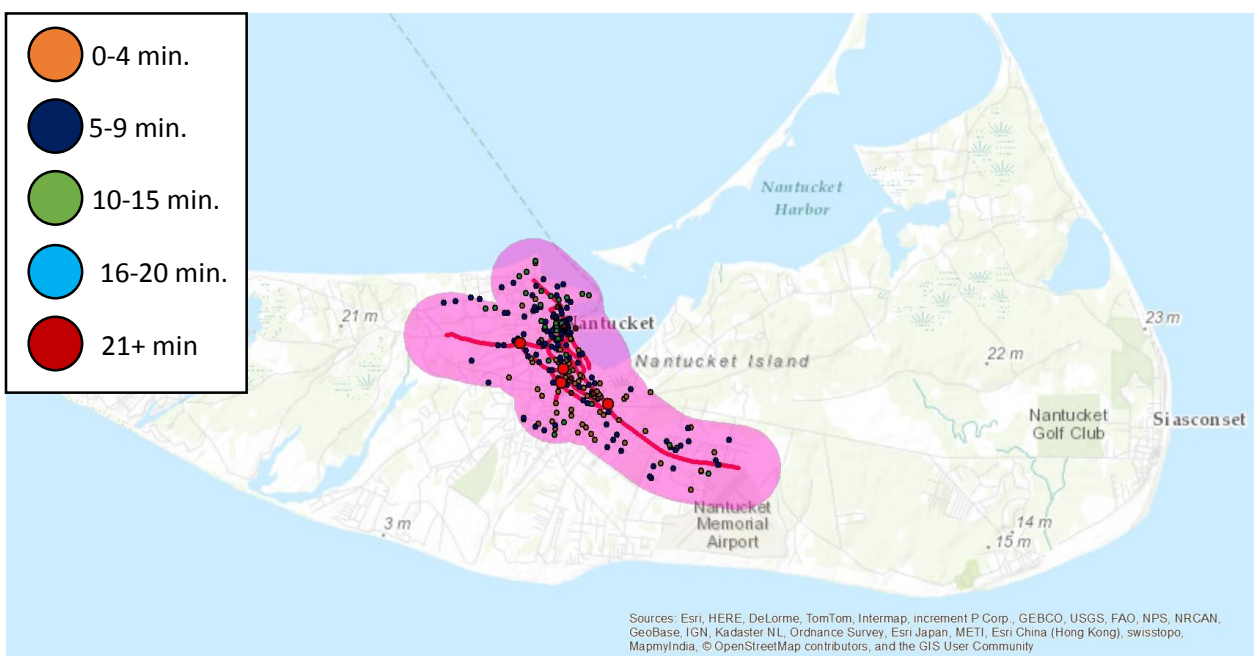 0-4 min.
5-9 min.
10-15 min.
16-20 min.
21+ min
Nantucket
Harbor
21 m
Nantucket
23 m
Nantucket Island
22 m
Nantucket
Golf Club
Siasconset
Nantucket
Memorial
Airport
3 m
14 m
15 m
Sources: Esri, HERE, DeLorme, TomTom, Intermap, increment P Corp., GEBCO, USGS, FAO, NPS, NRCAN,
GeoBase, IGN, Kadaster NL, Ordnance Survey, Esri Japan, METI, Esri China (Hong Kong), swisstopo,
MapmyIndia, © OpenStreetMap contributors, and the GIS User Community